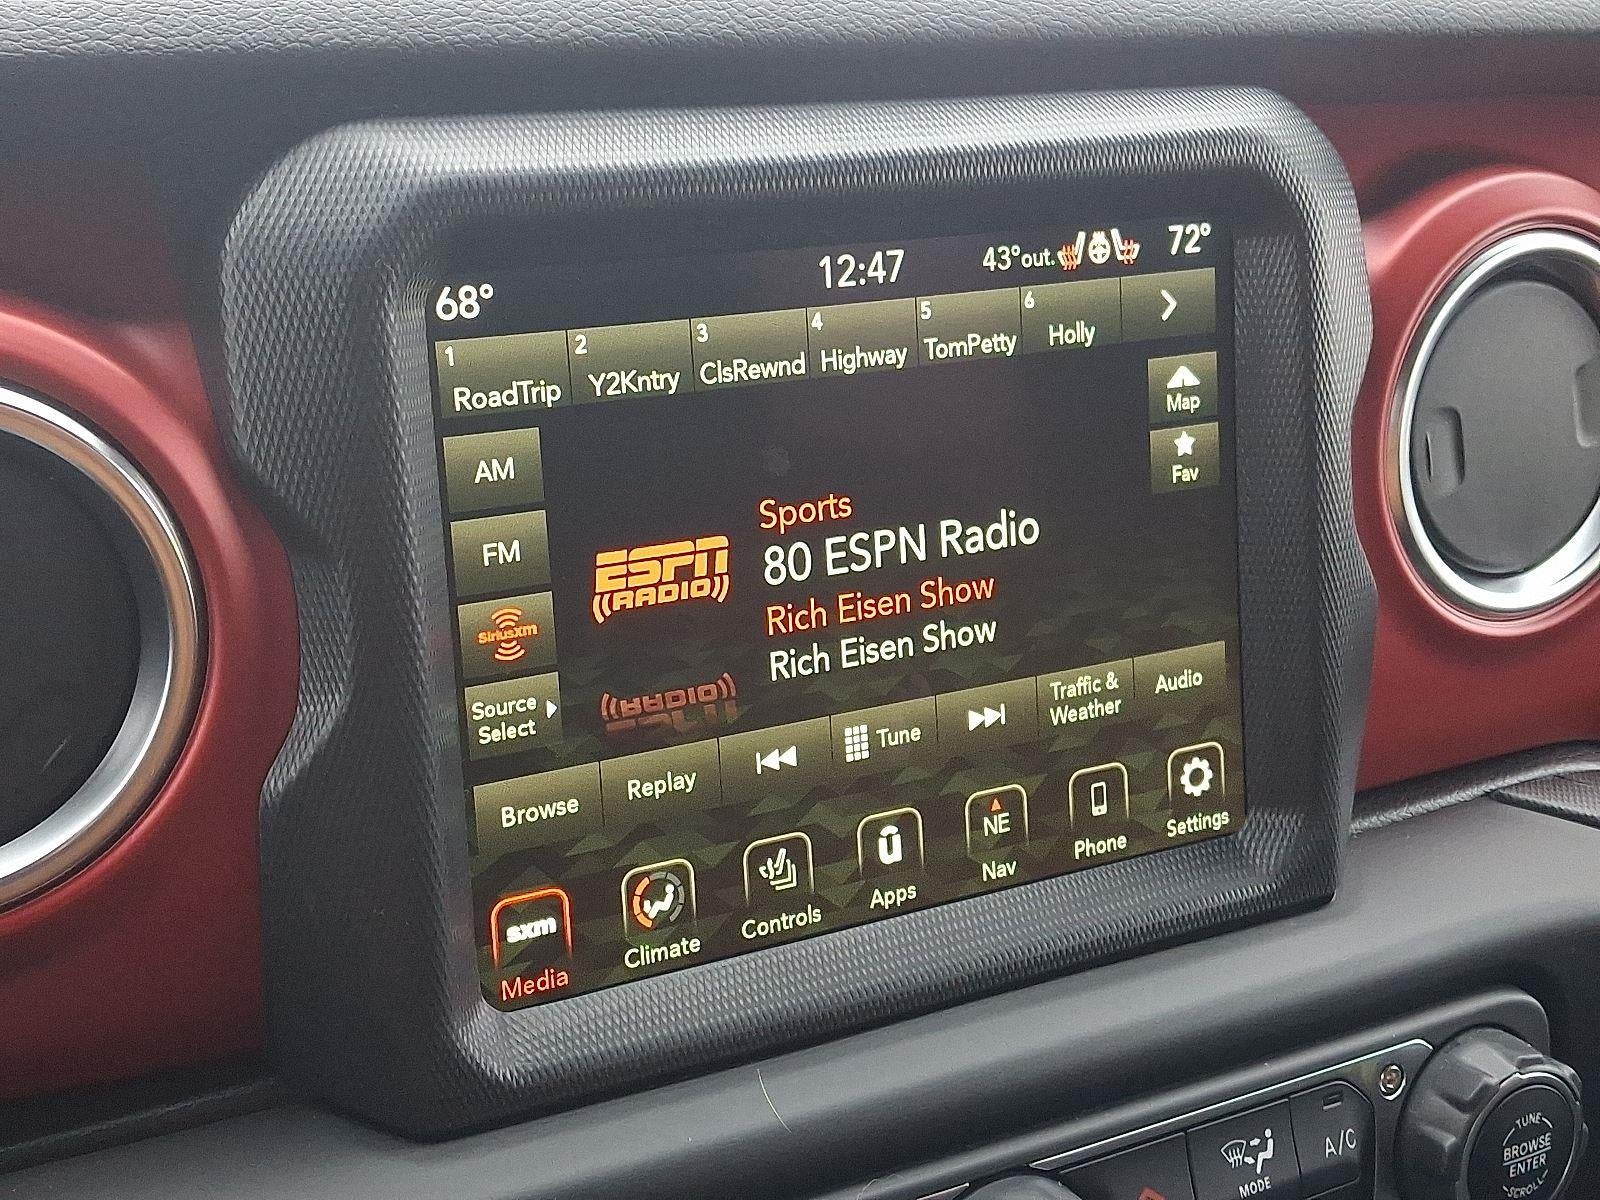 68°
12:47
43°out.
72°
1 RoadTrip
2 Y2Kntry
3 ClsRewnd
4 Highway
5 TomPetty
6 Holly
Map
Fav
AM
FM
SiriusXm
Source
Select
ESPN
RADIO
Sports
80 ESPN Radio
Rich Eisen Show
Rich Eisen Show
Browse
Replay
Tune
Traffic &
Weather
Audio
sxm
Media
Climate
Controls
Apps
NE
Nav
Phone
Settings
MODE
A/C
TUNE
BROWSE
ENTER
SCROLL